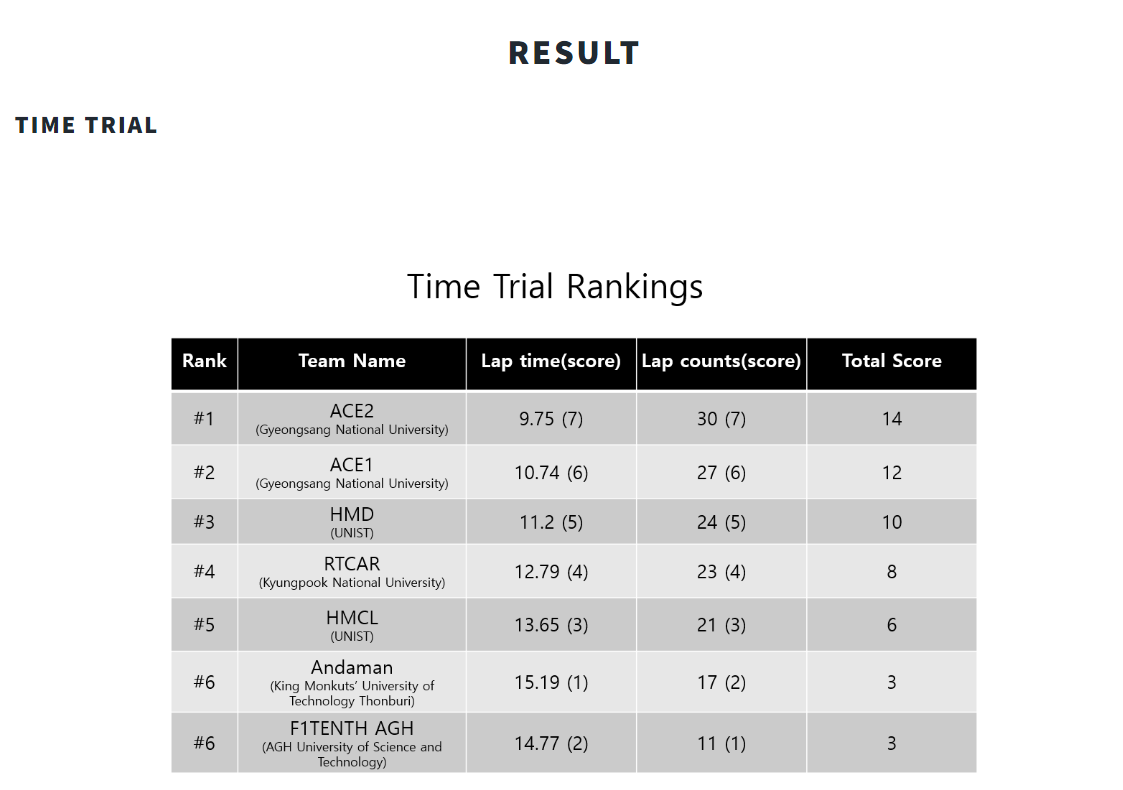 RESULT
TIME TRIAL
Time Trial Rankings
Rank Team Name Lap time(score) Lap counts(score) Total Score
#1 ACE2 9.75 (7) 30 (7) 14
(Gyeongsang National University)
#2 ACE1 10.74 (6) 27 (6) 12
(Gyeongsang National University)
#3 HMD 11.2 (5) 24 (5) 10
(UNIST)
#4 RTCAR 12.79 (4) 23 (4) 8
(Kyungpook National University)
#5 HMCL 13.65 (3) 21 (3) 6
(UNIST)
#6 Andaman 15.19 (1) 17 (2) 3
(King Monkuts’ University of
Technology Thonburi)
#6 F1TENTH AGH 14.77 (2) 11 (1) 3
(AGH University of Science and
Technology)